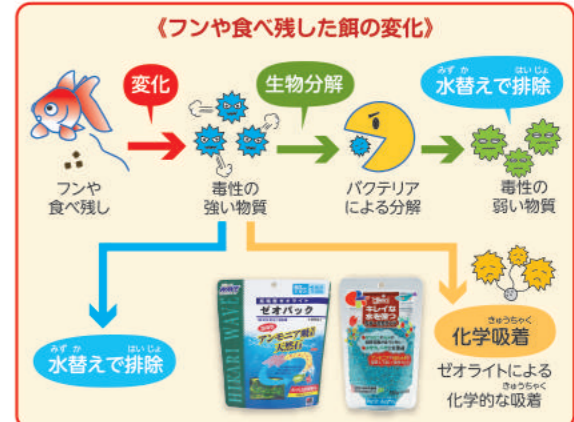 《フンや食べ残した餌の変化》
変化
生物分解
みずか はいじょ
水替えで排除
フンや
食べ残し
毒性の
強い物質
バクテリア
による分解
毒性の
弱い物質
みずか はいじょ
水替えで排除
HIKARI WAVE
ゼオパック
アンモニア吸着
天然石
キレイな
水を保つ
きゅうちゃく
化学吸着
ゼオライトによる
きゅうちゃく
化学的な吸着